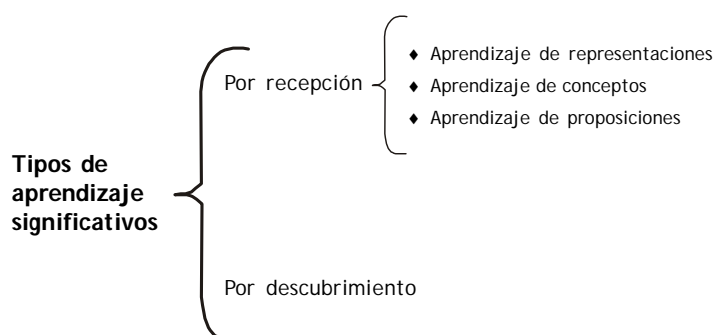 Tipos de
aprendizaje
significativos
Por recepción
♦ Aprendizaje de representaciones
♦ Aprendizaje de conceptos
♦ Aprendizaje de proposiciones
Por descubrimiento